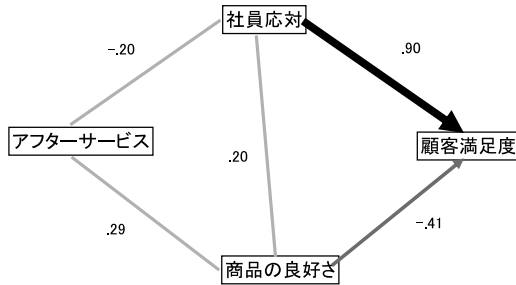 社員応対
-.20
.90
アフターサービス
.20
顧客満足度
.29
-.41
商品の良好さ